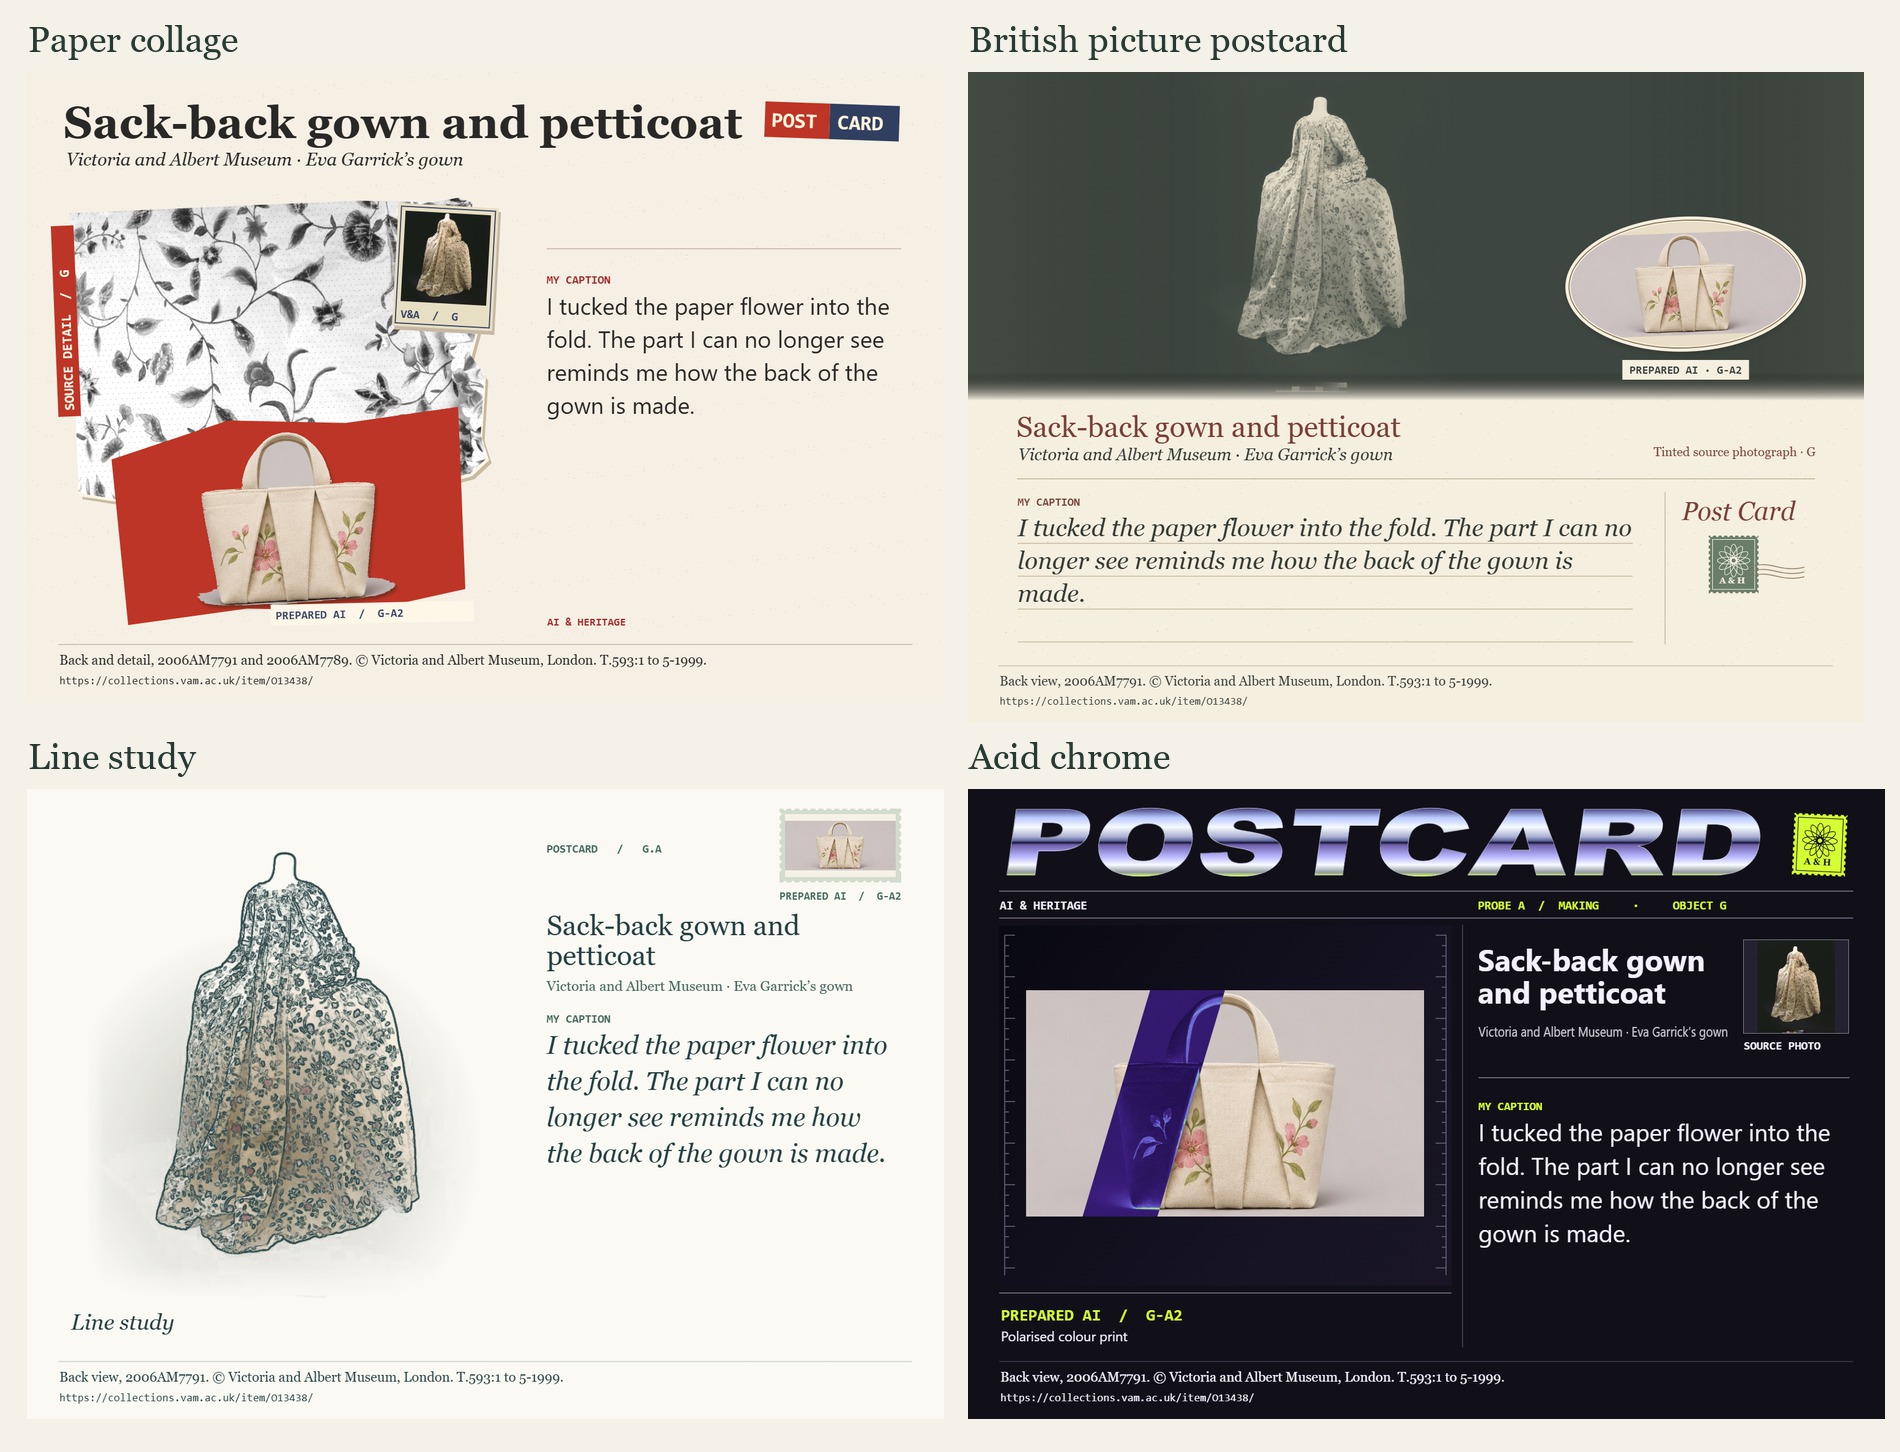 Paper collage
Sack-back gown and petticoat
POST CARD
Victoria and Albert Museum · Eva Garrick's gown
SOURCE DETAIL / G
V&A / G
MY CAPTION
I tucked the paper flower into the
fold. The part I can no longer see
reminds me how the back of the
gown is made.
PREPARED AI / G-A2
AI & HERITAGE
Back and detail, 2006AM7791 and 2006AM7789. © Victoria and Albert Museum, London. T.593:1 to 5-1999.
https://collections.vam.ac.uk/item/O13438/
British picture postcard
PREPARED AI · G-A2
Sack-back gown and petticoat
Victoria and Albert Museum · Eva Garrick's gown
Tinted source photograph · G
MY CAPTION
I tucked the paper flower into the fold. The part I can no
longer see reminds me how the back of the gown is
made.
Post Card
A & H
Back view, 2006AM7791. © Victoria and Albert Museum, London. T.593:1 to 5-1999.
https://collections.vam.ac.uk/item/O13438/
Line study
POSTCARD / G.A
PREPARED AI / G-A2
Sack-back gown and
petticoat
Victoria and Albert Museum · Eva Garrick's gown
MY CAPTION
I tucked the paper flower into
the fold. The part I can no
longer see reminds me how
the back of the gown is made.
Line study
Back view, 2006AM7791. © Victoria and Albert Museum, London. T.593:1 to 5-1999.
https://collections.vam.ac.uk/item/O13438/
Acid chrome
POSTCARD
A & H
AI & HERITAGE
PROBE A / MAKING · OBJECT G
Sack-back gown
and petticoat
Victoria and Albert Museum · Eva Garrick's gown
SOURCE PHOTO
MY CAPTION
I tucked the paper flower into the
fold. The part I can no longer see
reminds me how the back of the
gown is made.
PREPARED AI / G-A2
Polarised colour print
Back view, 2006AM7791. © Victoria and Albert Museum, London. T.593:1 to 5-1999.
https://collections.vam.ac.uk/item/O13438/